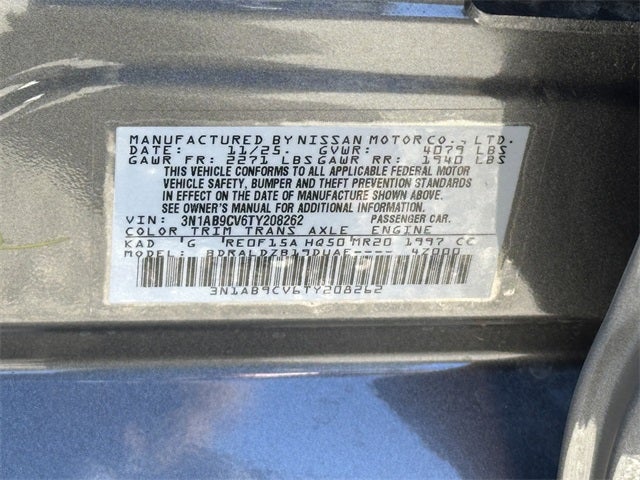 MANUFACTURED BY NISSAN MOTOR CO., LTD.
DATE: 11/25. GVWR: 4079 LBS
GAWR FR: 2271 LBS GAWR RR: 1940 LBS
THIS VEHICLE CONFORMS TO ALL APPLICABLE FEDERAL MOTOR
VEHICLE SAFETY, BUMPER AND THEFT PREVENTION STANDARDS
IN EFFECT ON THE DATE OF MANUFACTURE SHOWN ABOVE.
SEE OWNER'S MANUAL FOR ADDITIONAL INFORMATION.
VIN: 3N1AB9CV6TY208262 PASSENGER CAR.
COLOR TRIM TRANS AXLE ENGINE
KAD G RE0F15A HQ50 MR20 1997 CC
MODEL: BDRALDZB19DUAF---- 4Z000
3N1AB9CV6TY208262